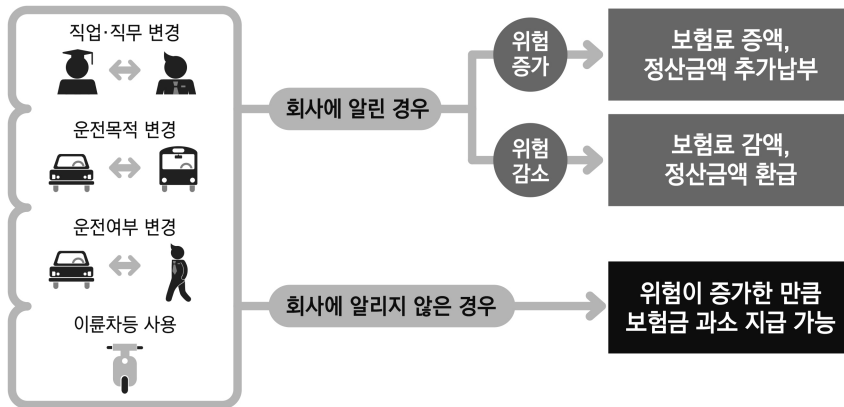 직업·직무 변경
운전목적 변경
운전여부 변경
이륜차등 사용
회사에 알린 경우
위험
증가
보험료 증액,
정산금액 추가납부
위험
감소
보험료 감액,
정산금액 환급
회사에 알리지 않은 경우
위험이 증가한 만큼
보험금 과소 지급 가능